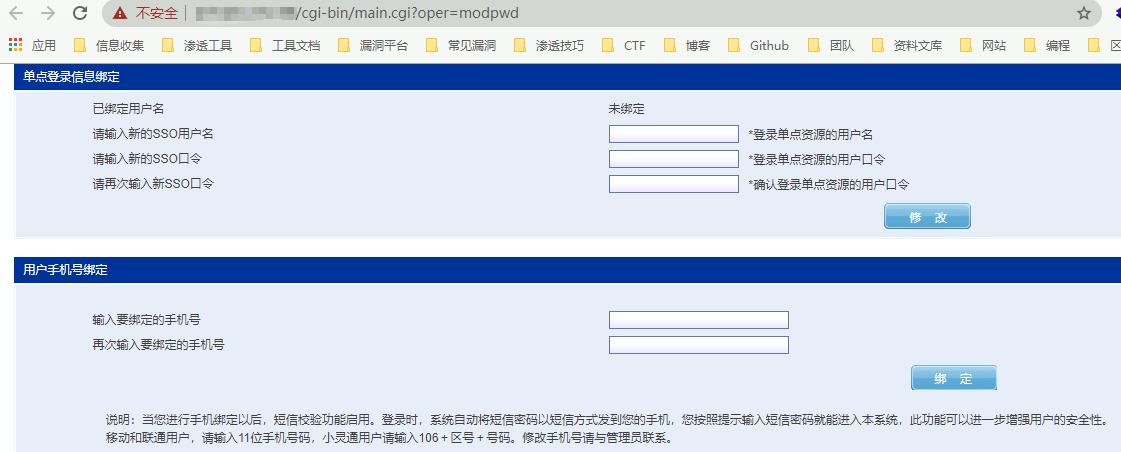 不安全 /cgi-bin/main.cgi?oper=modpwd
应用 信息收集 渗透工具 工具文档 漏洞平台 常见漏洞 渗透技巧 CTF 博客 Github 团队 资料文库 网站 编程
单点登录信息绑定
已绑定用户名 未绑定
请输入新的SSO用户名 *登录单点资源的用户名
请输入新的SSO口令 *登录单点资源的用户口令
请再次输入新SSO口令 *确认登录单点资源的用户口令
修 改
用户手机号绑定
输入要绑定的手机号
再次输入要绑定的手机号
绑 定
说明：当您进行手机绑定以后，短信校验功能启用。登录时，系统自动将短信密码以短信方式发到您的手机，您按照提示输入短信密码就能进入本系统，此功能可以进一步增强用户的安全性。
移动和联通用户，请输入11位手机号码，小灵通用户请输入106＋区号＋号码。修改手机号请与管理员联系。